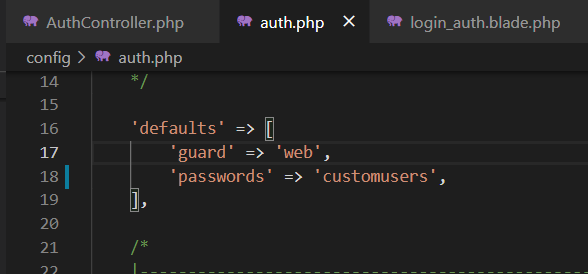 AuthController.php auth.php × login_auth.blade.php
config > auth.php
14 */
15
16 'defaults' => [
17 'guard' => 'web',
18 'passwords' => 'customusers',
19 ],
20
21 /*
22 |--------------------------------------------------